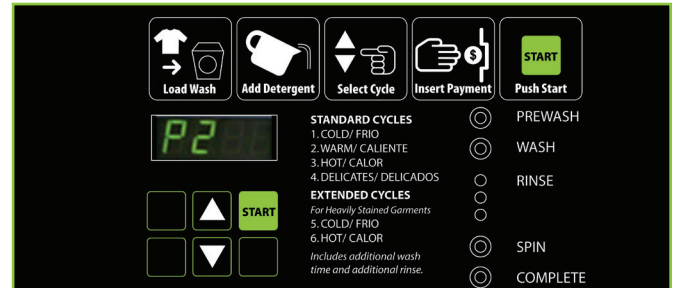 Load Wash
Add Detergent
Select Cycle
$
Insert Payment
START
Push Start
P2
START
STANDARD CYCLES
1. COLD/ FRIO
2. WARM/ CALIENTE
3. HOT/ CALOR
4. DELICATES/ DELICADOS
EXTENDED CYCLES
For Heavily Stained Garments
5. COLD/ FRIO
6. HOT/ CALOR
Includes additional wash
time and additional rinse.
PREWASH
WASH
RINSE
SPIN
COMPLETE